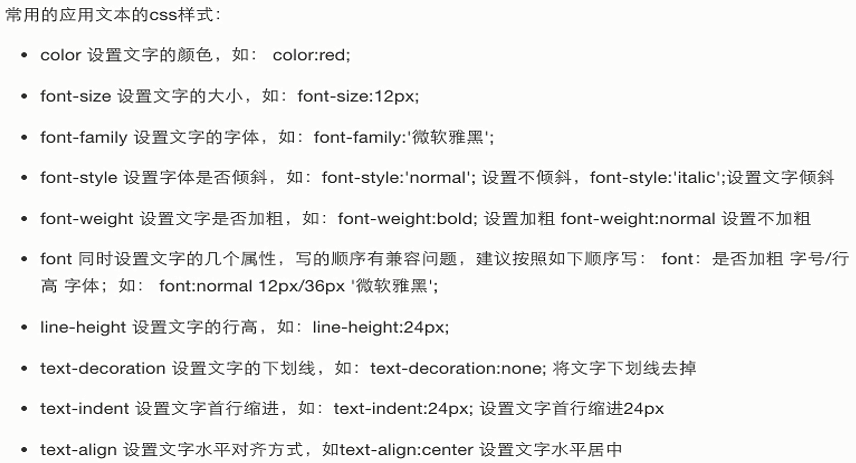 常用的应用文本的css样式：
• color 设置文字的颜色，如： color:red;
• font-size 设置文字的大小，如：font-size:12px;
• font-family 设置文字的字体，如：font-family:'微软雅黑';
• font-style 设置字体是否倾斜，如：font-style:'normal'; 设置不倾斜，font-style:'italic';设置文字倾斜
• font-weight 设置文字是否加粗，如：font-weight:bold; 设置加粗 font-weight:normal 设置不加粗
• font 同时设置文字的几个属性，写的顺序有兼容问题，建议按照如下顺序写： font：是否加粗 字号/行
高 字体；如： font:normal 12px/36px '微软雅黑';
• line-height 设置文字的行高，如：line-height:24px;
• text-decoration 设置文字的下划线，如：text-decoration:none; 将文字下划线去掉
• text-indent 设置文字首行缩进，如：text-indent:24px; 设置文字首行缩进24px
• text-align 设置文字水平对齐方式，如text-align:center 设置文字水平居中